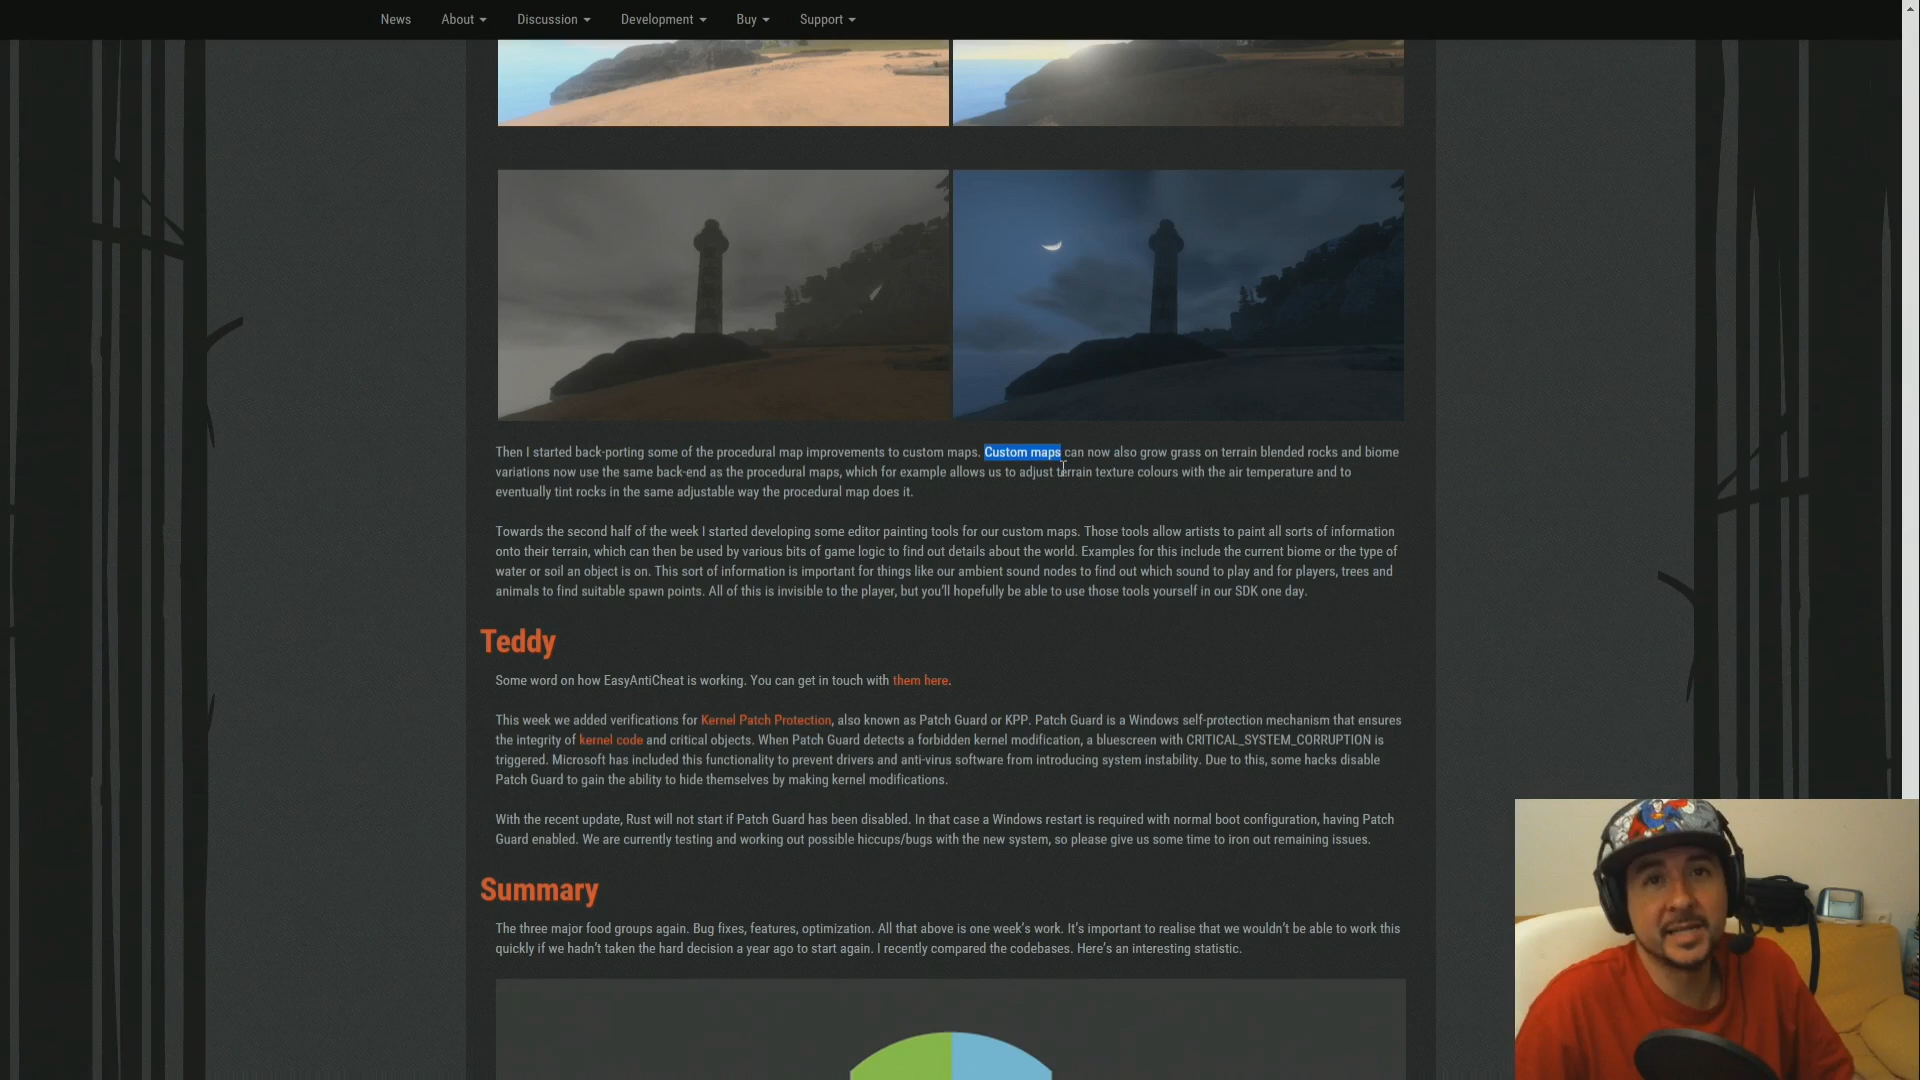 News About Discussion Development Buy Support
Then I started back-porting some of the procedural map improvements to custom maps. Custom maps can now also grow grass on terrain blended rocks and biome
variations now use the same back-end as the procedural maps, which for example allows us to adjust terrain texture colours with the air temperature and to
eventually tint rocks in the same adjustable way the procedural map does it.
Towards the second half of the week I started developing some editor painting tools for our custom maps. Those tools allow artists to paint all sorts of information
onto their terrain, which can then be used by various bits of game logic to find out details about the world. Examples for this include the current biome or the type of
water or soil an object is on. This sort of information is important for things like our ambient sound nodes to find out which sound to play and for players, trees and
animals to find suitable spawn points. All of this is invisible to the player, but you'll hopefully be able to use those tools yourself in our SDK one day.
Teddy
Some word on how EasyAntiCheat is working. You can get in touch with them here.
This week we added verifications for Kernel Patch Protection, also known as Patch Guard or KPP. Patch Guard is a Windows self-protection mechanism that ensures
the integrity of kernel code and critical objects. When Patch Guard detects a forbidden kernel modification, a bluescreen with CRITICAL_SYSTEM_CORRUPTION is
triggered. Microsoft has included this functionality to prevent drivers and anti-virus software from introducing system instability. Due to this, some hacks disable
Patch Guard to gain the ability to hide themselves by making kernel modifications.
With the recent update, Rust will not start if Patch Guard has been disabled. In that case a Windows restart is required with normal boot configuration, having Patch
Guard enabled. We are currently testing and working out possible hiccups/bugs with the new system, so please give us some time to iron out remaining issues.
Summary
The three major food groups again. Bug fixes, features, optimization. All that above is one week's work. It's important to realise that we wouldn't be able to work this
quickly if we hadn't taken the hard decision a year ago to start again. I recently compared the codebases. Here's an interesting statistic.